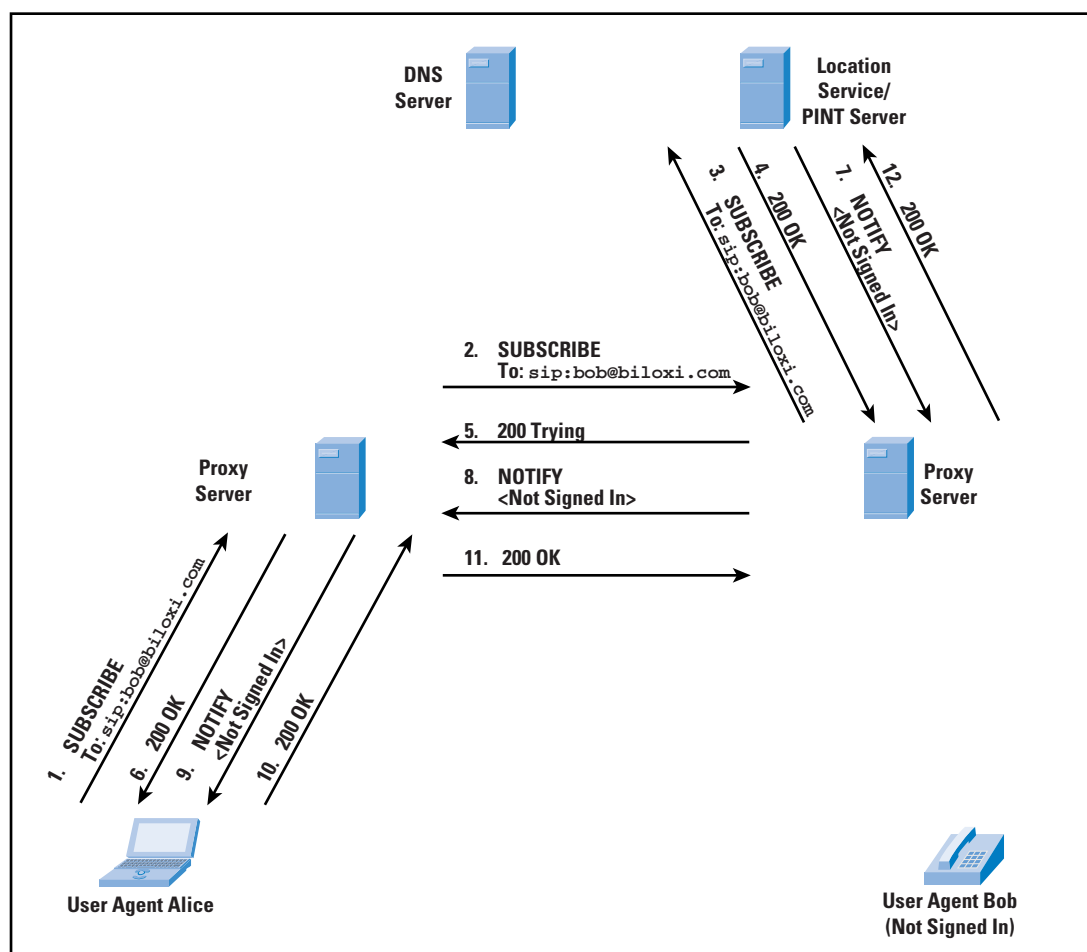 DNS
Server
Location
Service/
PINT Server
3. SUBSCRIBE
To: sip:bob@biloxi.com
4. 200 OK
7. NOTIFY
<Not Signed In>
12. 200 OK
2. SUBSCRIBE
To: sip:bob@biloxi.com
5. 200 Trying
8. NOTIFY
<Not Signed In>
11. 200 OK
Proxy
Server
Proxy
Server
1. SUBSCRIBE
To: sip:bob@biloxi.com
6. 200 OK
9. NOTIFY
<Not Signed In>
10. 200 OK
User Agent Alice
User Agent Bob
(Not Signed In)